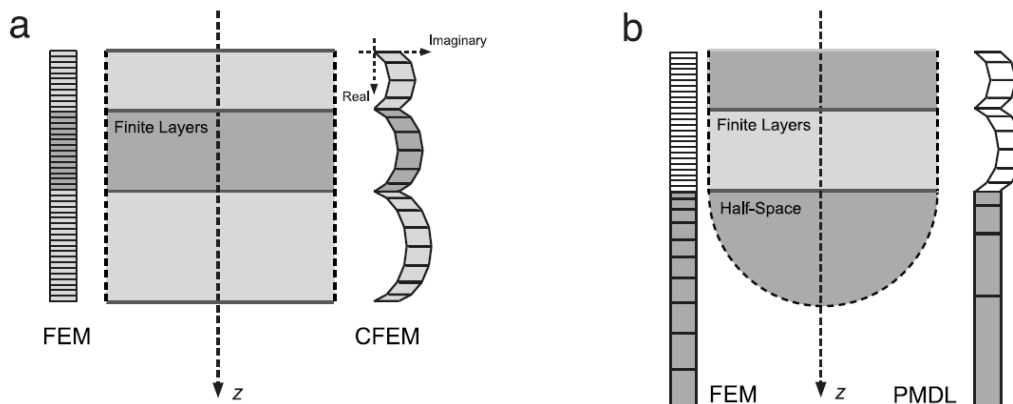 a
Imaginary
Real
Finite Layers
FEM
CFEM
z
b
Finite Layers
Half-Space
FEM
z
PMDL